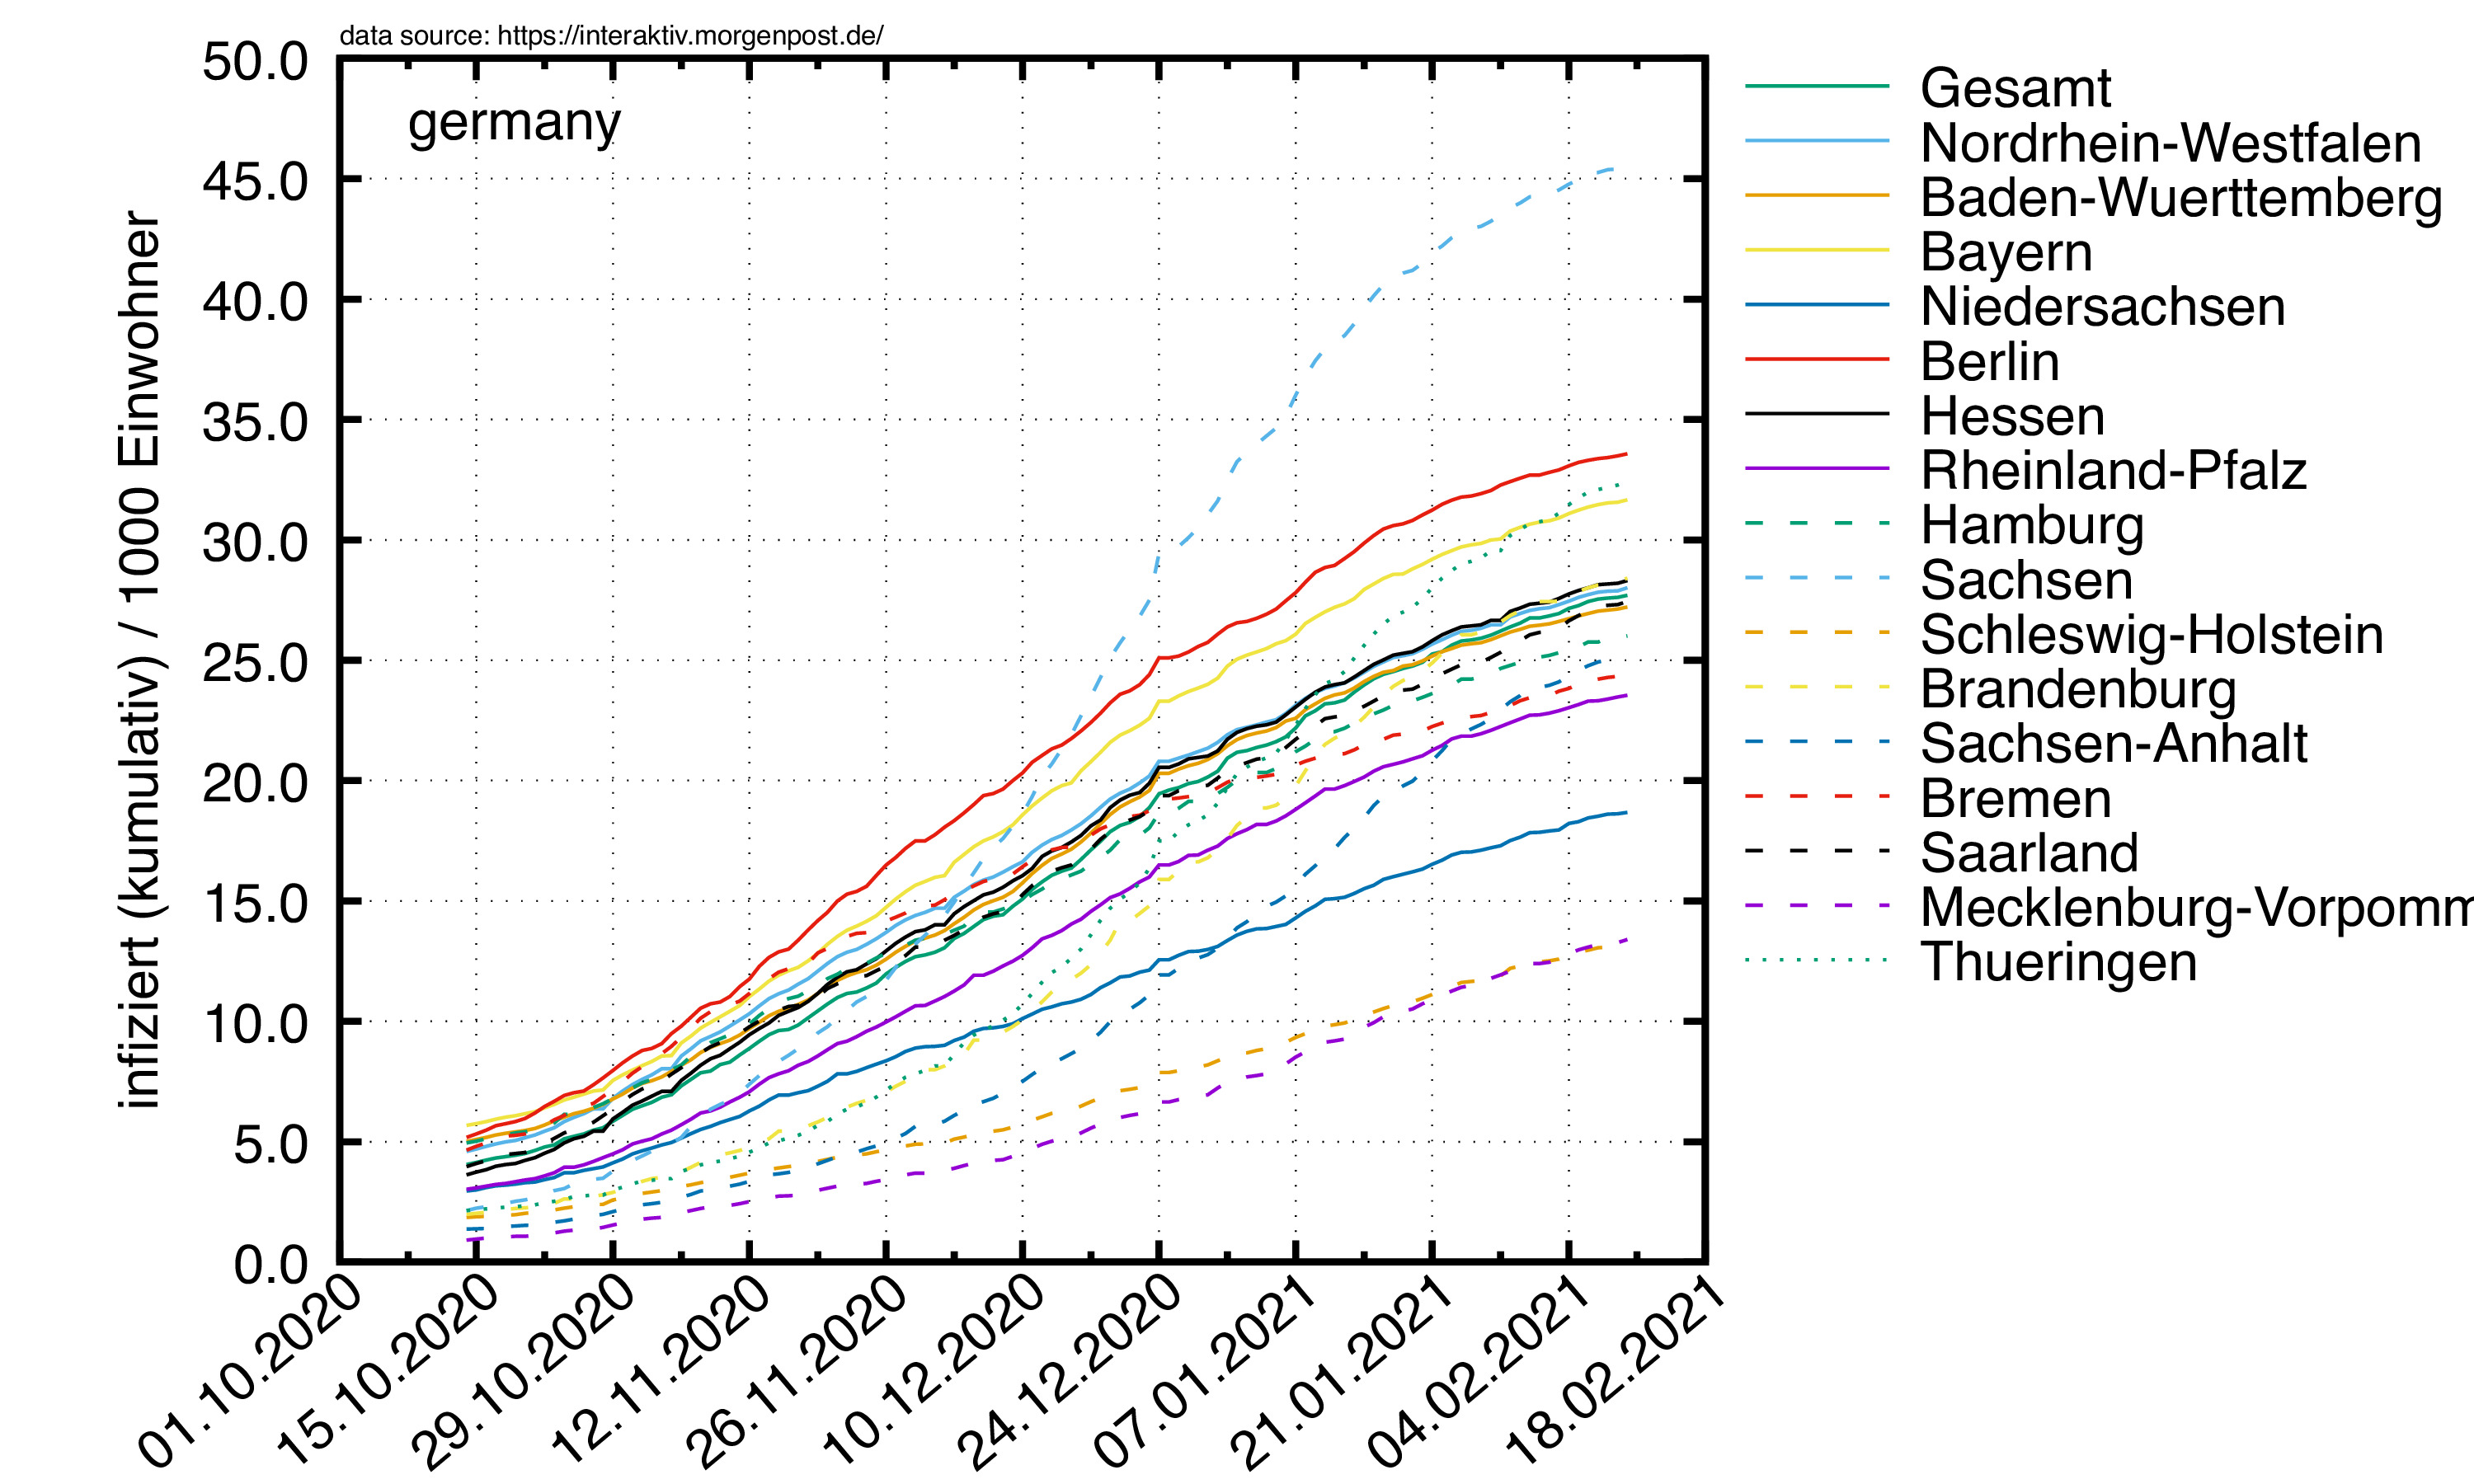 data source: https://interaktiv.morgenpost.de/
germany
infiziert (kumulativ) / 1000 Einwohner
50.0
45.0
40.0
35.0
30.0
25.0
20.0
15.0
10.0
5.0
0.0
01.10.2020
15.10.2020
29.10.2020
12.11.2020
26.11.2020
10.12.2020
24.12.2020
07.01.2021
21.01.2021
04.02.2021
18.02.2021
Gesamt
Nordrhein-Westfalen
Baden-Wuerttemberg
Bayern
Niedersachsen
Berlin
Hessen
Rheinland-Pfalz
Hamburg
Sachsen
Schleswig-Holstein
Brandenburg
Sachsen-Anhalt
Bremen
Saarland
Mecklenburg-Vorpomm
Thueringen